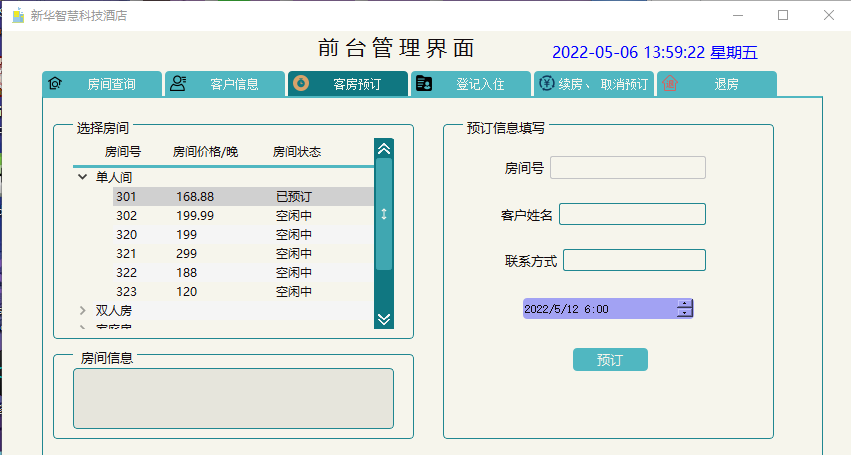 新华智慧科技酒店
前台管理界面
2022-05-06 13:59:22 星期五
房间查询 客户信息 客房预订 登记入住 续房、 取消预订 退房
选择房间
房间号 房间价格/晚 房间状态
单人间
301 168.88 已预订
302 199.99 空闲中
320 199 空闲中
321 299 空闲中
322 188 空闲中
323 120 空闲中
双人房
家庭房
房间信息
预订信息填写
房间号
客户姓名
联系方式
2022/5/12 6:00
预订